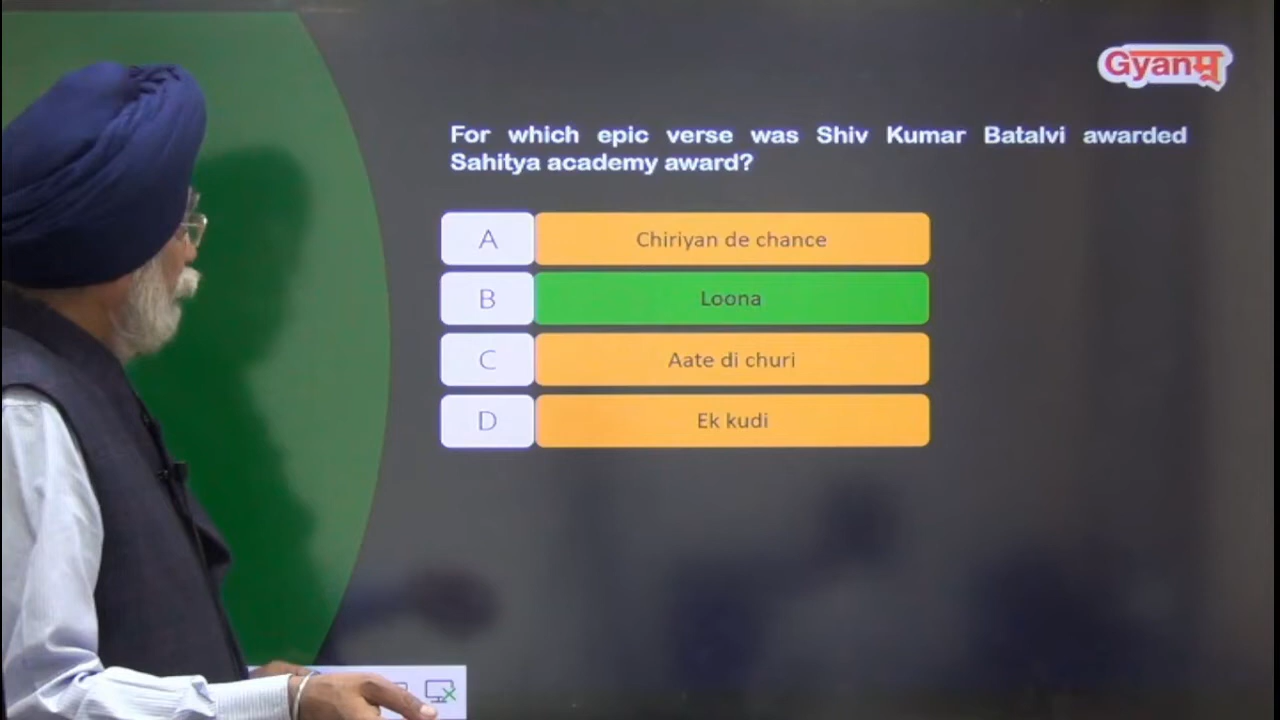 Gyanम्रू
For which epic verse was Shiv Kumar Batalvi awarded
Sahitya academy award?
A Chiriyan de chance
B Loona
C Aate di churi
D Ek kudi